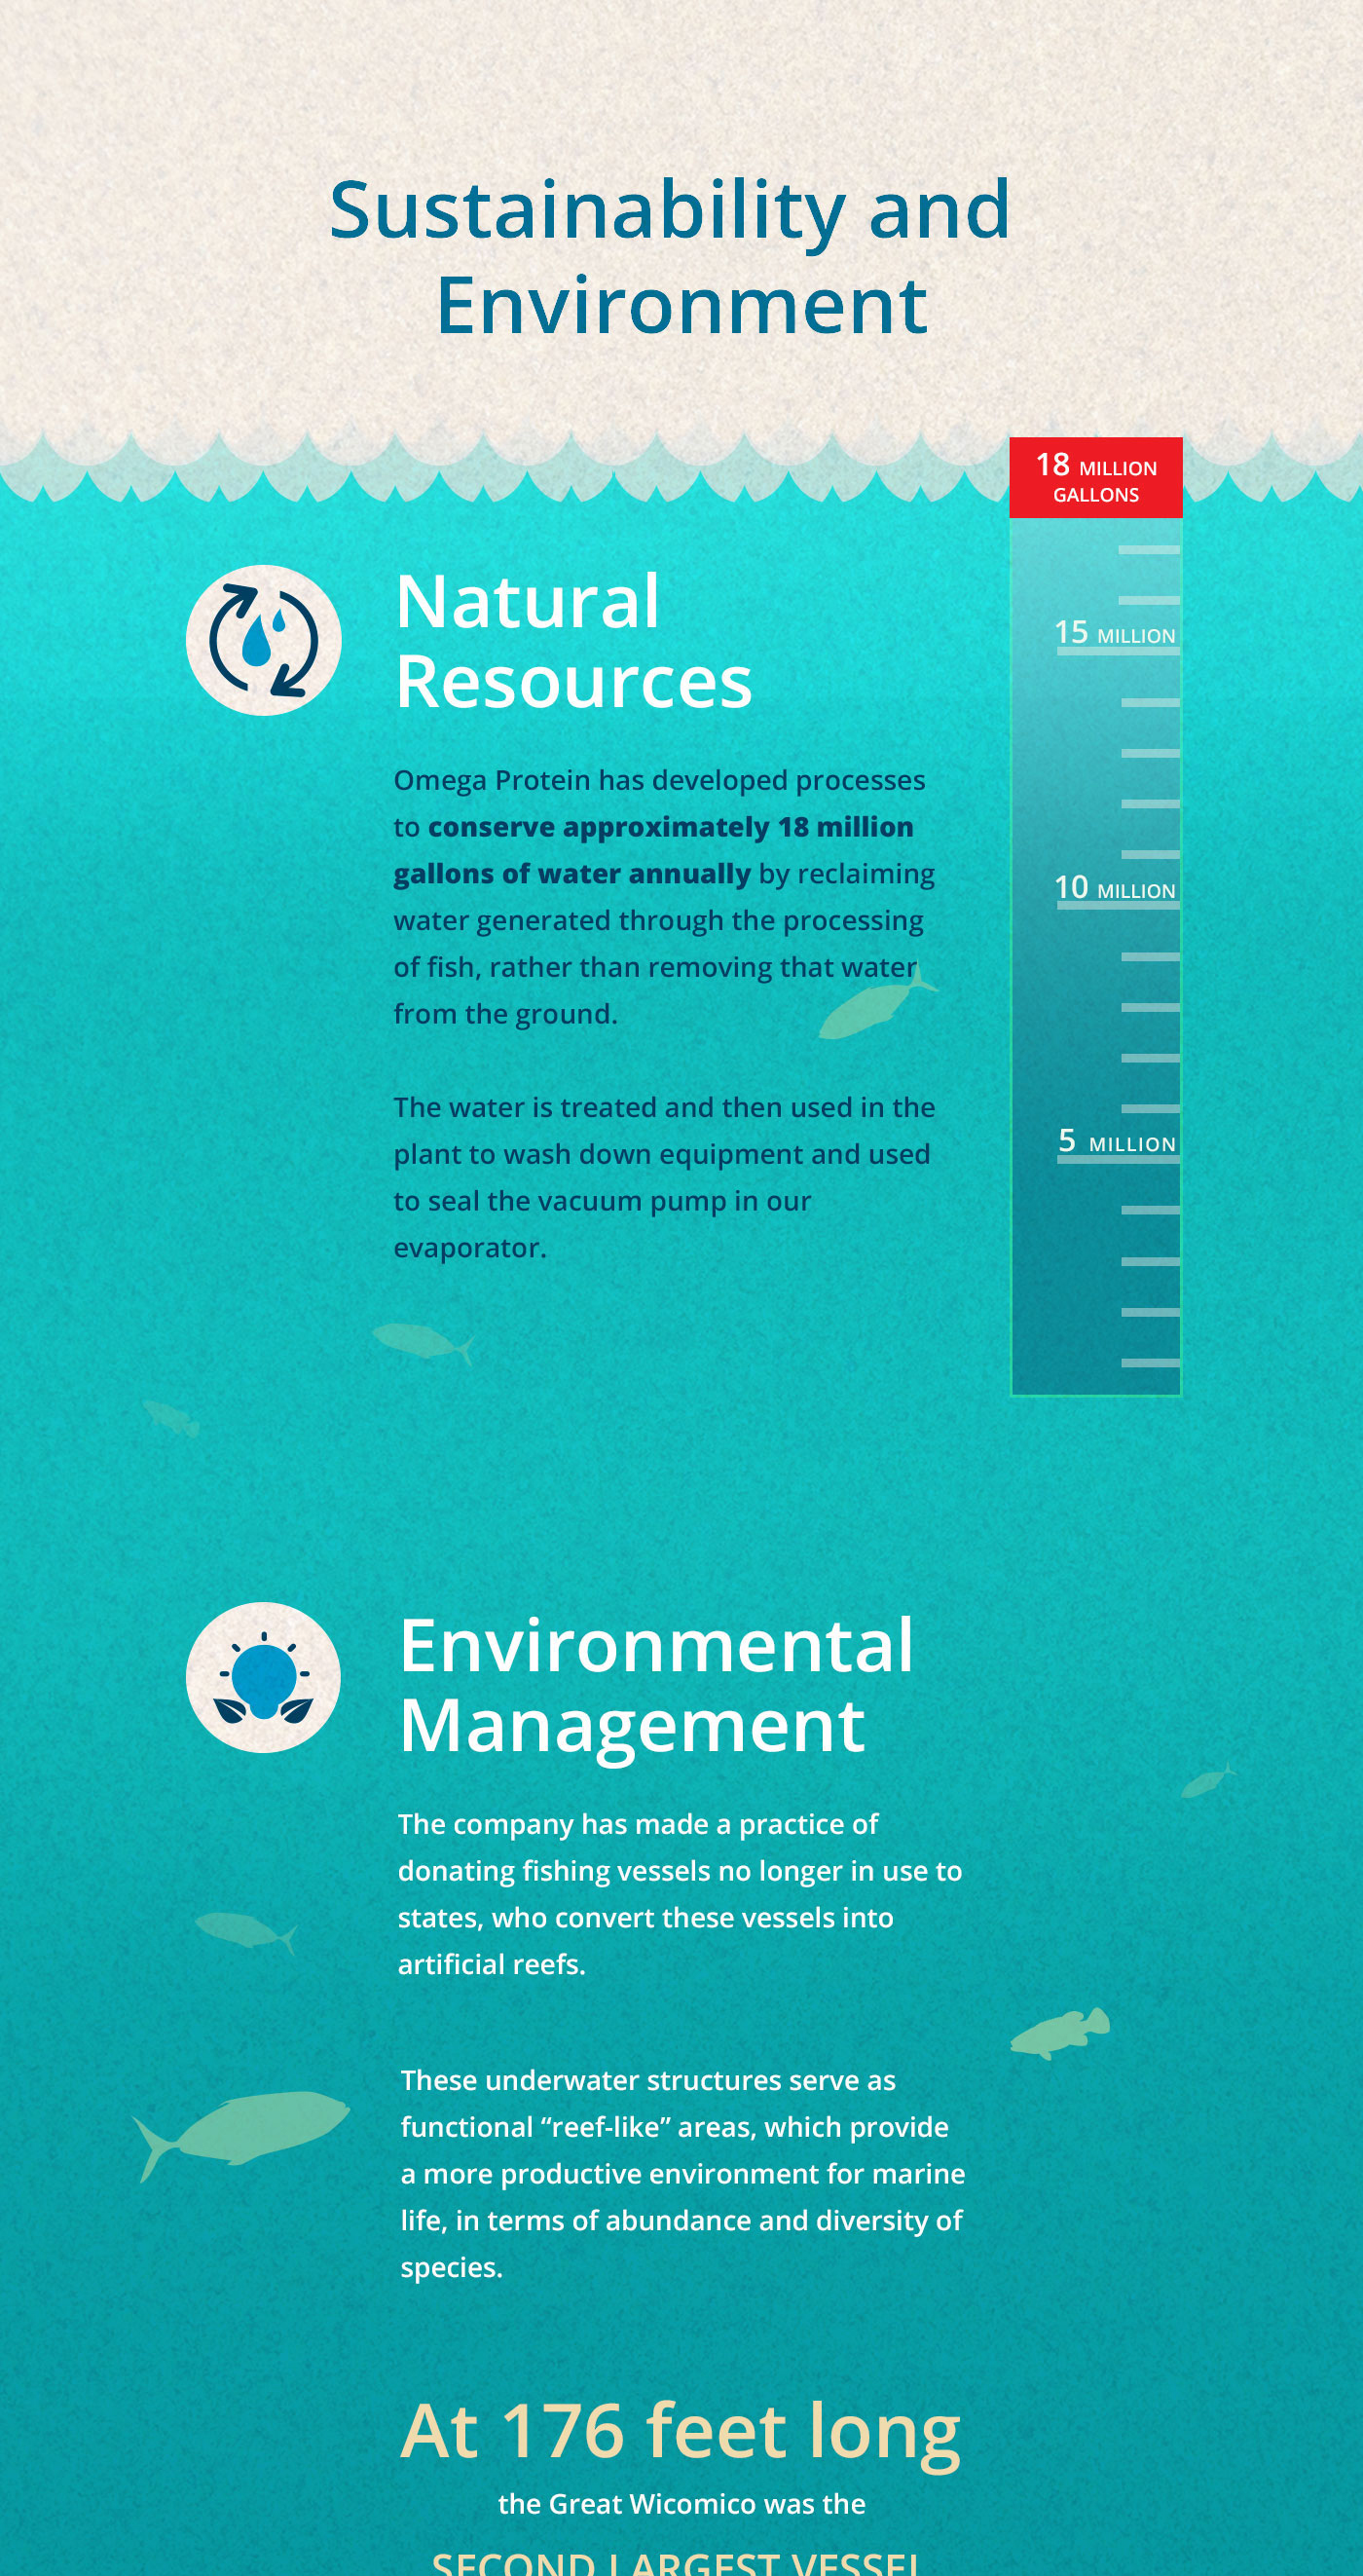 Sustainability and
Environment
18 MILLION
GALLONS
Natural
Resources
15 MILLION
Omega Protein has developed processes
to conserve approximately 18 million
gallons of water annually by reclaiming
water generated through the processing
of fish, rather than removing that water
from the ground.
10 MILLION
The water is treated and then used in the
plant to wash down equipment and used
to seal the vacuum pump in our
evaporator.
5 MILLION
Environmental
Management
The company has made a practice of
donating fishing vessels no longer in use to
states, who convert these vessels into
artificial reefs.
These underwater structures serve as
functional “reef-like” areas, which provide
a more productive environment for marine
life, in terms of abundance and diversity of
species.
At 176 feet long
the Great Wicomico was the
SECOND LARGEST VESSEL